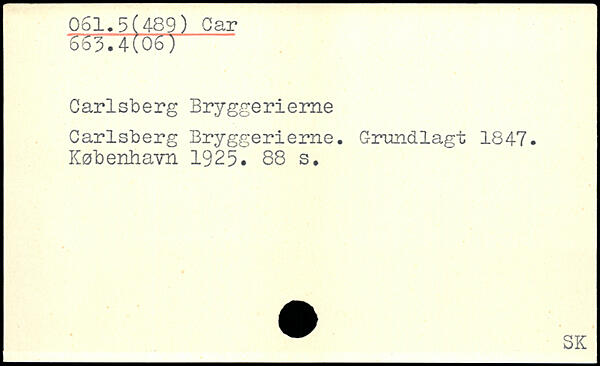 061.5(489) Car
663.4(06)
Carlsberg Bryggerierne
Carlsberg Bryggerierne. Grundlagt 1847.
København 1925. 88 s.
SK